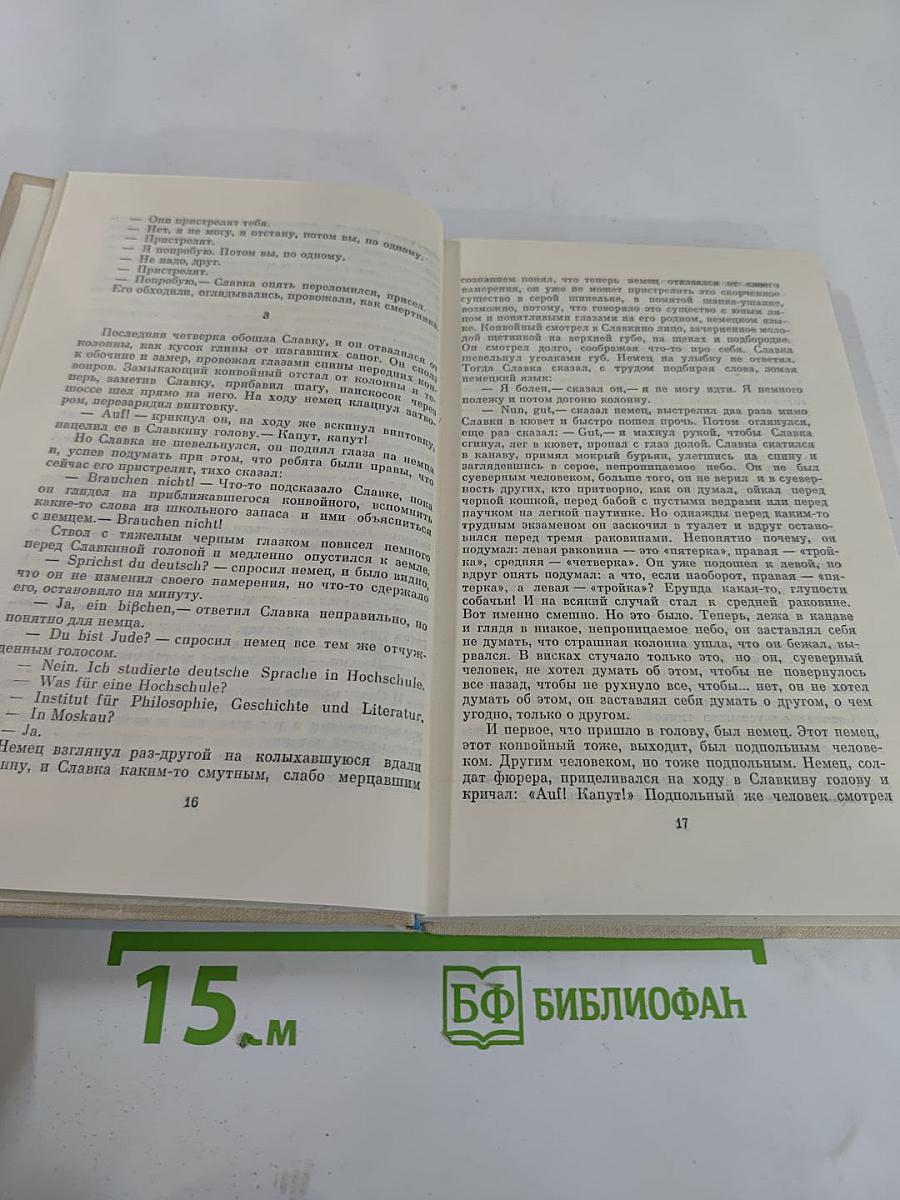 — Они пристрелят тебя.
— Нет, я не могу, я отстану, потом вы, по одному.
— Пристрелят.
— Я попробую. Потом вы, по одному.
— Не надо, друг.
— Пристрелят.
— Попробую,— Славка опять переломился, присел.
Его обходили, оглядывались, провожали, как смертника.
3
Последняя четверка обошла Славку, и он отвалился от
колонны, как кусок глины от шагавших сапог. Он сполз
к обочине и замер, провожая глазами спины передних кон-
воиров. Замыкающий конвойный отстал от колонны и те-
перь, заметив Славку, прибавил шагу, наискосок через
шоссе шел прямо на него. На ходу немец клацнул затво-
ром, перезарядил винтовку.
— Auf! — крикнул он, на ходу же вскинул винтовку,
нацелил ее в Славкину голову.— Капут, капут!
Но Славка не шевельнулся, он поднял глаза на немца
и, успев подумать при этом, что ребята были правы, что
сейчас его пристрелят, тихо сказал:
— Brauchen nicht! — Что-то подсказало Славке, пока
он глядел на приближавшегося конвойного, вспомнить
какие-то слова из школьного запаса и ими объясниться
с немцем.— Brauchen nicht!
Ствол с тяжелым черным глазком повисел немного
перед Славкиной головой и медленно опустился к земле.
— Sprichst du deutsch? — спросил немец, и было видно,
что он не изменил своего намерения, но что-то сдержало
его, остановило на минуту.
— Ja, ein bißchen,— ответил Славка неправильно, но
понятно для немца.
— Du bist Jude? — спросил немец все тем же отчуж-
денным голосом.
— Nein. Ich studierte deutsche Sprache in Hochschule.
— Was für eine Hochschule?
— Institut für Philosophie, Geschichte und Literatur.
— In Moskau?
— Ja.
Немец взглянул раз-другой на колыхавшуюся вдали
ину, и Славка каким-то смутным, слабо мерцавшим
16
сознанием понял, что теперь немец отказался от своего
намерения, он уже не может пристрелить это скорченное
существо в серой шинельке, в помятой шапке-ушанке,
возможно, потому, что говорило это существо с юным ли-
цом и понятливыми глазами на его родном, немецком язы-
ке. Конвойный смотрел в Славкино лицо, зачерненное моло-
дой щетинкой на верхней губе, на щеках и подбородке.
Он смотрел долго, соображая что-то про себя. Славка
шевельнул уголками губ. Немец на улыбку не ответил.
Тогда Славка сказал, с трудом подбирая слова, ломая
немецкий язык:
— Я болен,— сказал он,— я не могу идти. Я немного
полежу и потом догоню колонну.
— Nun, gut,— сказал немец, выстрелил два раза мимо
Славки в кювет и быстро пошел прочь. Потом оглянулся,
еще раз сказал: — Gut,— и махнул рукой, чтобы Славка
сгинул, лег в кювет, пропал с глаз долой. Славка скатился
в канаву, примял мокрый бурьян, улегшись на спину и
заглядевшись в серое, непроницаемое небо. Он не был
суеверным человеком, больше того, он не верил и в суевер-
ность других, кто притворно, как он думал, ойкал перед
черной кошкой, перед бабой с пустыми ведрами или перед
паучком на легкой паутинке. Но однажды перед каким-то
трудным экзаменом он заскочил в туалет и вдруг остано-
вился перед тремя раковинами. Непонятно почему, он
подумал: левая раковина — это «пятерка», правая — «трой-
ка», средняя — «четверка». Он уже подошел к левой, но
вдруг опять подумал: а что, если наоборот, правая — «пя-
терка», а левая — «тройка»? Ерунда какая-то, глупости
собачьи! И на всякий случай стал к средней раковине.
Вот именно смешно. Но это было. Теперь, лежа в канаве
и глядя в низкое, непроницаемое небо, он заставлял себя
не думать, что страшная колонна ушла, что он бежал, вы-
рвался. В висках стучало только это, но он, суеверный
человек, не хотел думать об этом, чтобы не повернулось
все назад, чтобы не рухнуло все, чтобы... нет, он не хотел
думать об этом, он заставлял себя думать о другом, о чем
угодно, только о другом.
И первое, что пришло в голову, был немец. Этот немец,
этот конвойный тоже, выходит, был подпольным челове-
ком. Другим человеком, но тоже подпольным. Немец, сол-
дат фюрера, прицеливался на ходу в Славкину голову и
кричал: «Auf! Капут!» Подпольный же человек смотрел
17
15 м
БФ БИБЛИОФАН